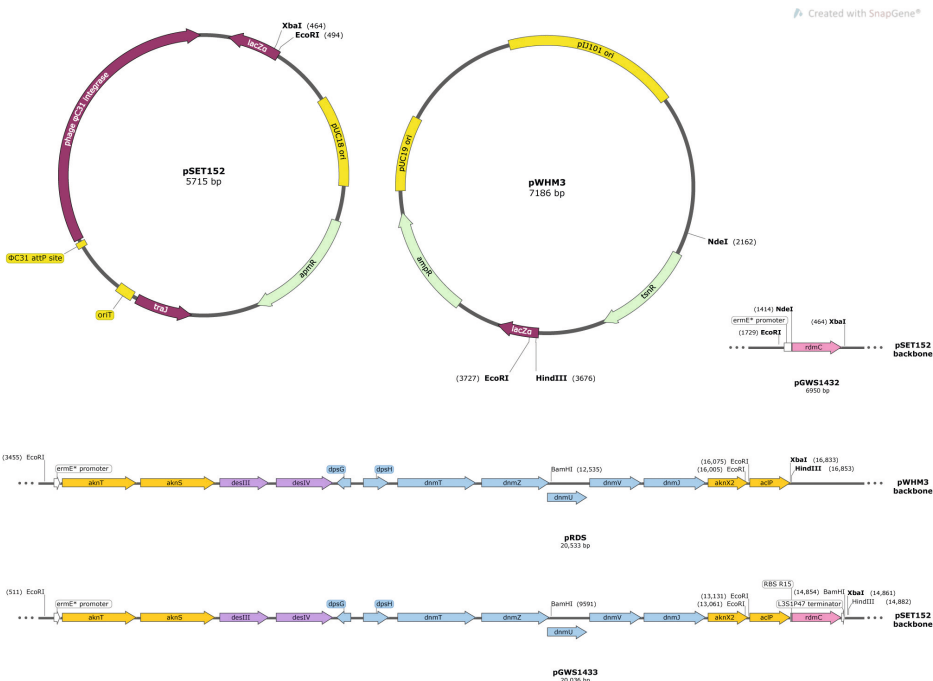 Created with SnapGene®
XbaI (464)
EcoRI (494)
lacZα
phage φC31 integrase
pUC18 ori
pSET152
5715 bp
apmR
ΦC31 attP site
oriT
traJ
pIJ101 ori
pUC19 ori
pWHM3
7186 bp
NdeI (2162)
ampR
tsnR
lacZα
(3727) EcoRI
HindIII (3676)
(1414) NdeI
ermE* promoter
(464) XbaI
(1729) EcoRI
rdmC
pSET152
backbone
pGWS1432
6950 bp
(3455) EcoRI
ermE* promoter
dpsG
dpsH
BamHI (12,535)
(16,075) EcoRI
(16,005) EcoRI
XbaI (16,833)
HindIII (16,853)
aknT
aknS
desIII
desIV
dnmT
dnmZ
dnmU
dnmV
dnmJ
aknX2
aclP
pWHM3
backbone
pRDS
20,533 bp
(511) EcoRI
ermE* promoter
dpsG
dpsH
BamHI (9591)
(13,131) EcoRI
(13,061) EcoRI
RBS R15
(14,854) BamHI
L3S1P47 terminator
XbaI (14,861)
HindIII (14,882)
aknT
aknS
desIII
desIV
dnmT
dnmZ
dnmU
dnmV
dnmJ
aknX2
aclP
rdmC
pSET152
backbone
pGWS1433
20,036 bp